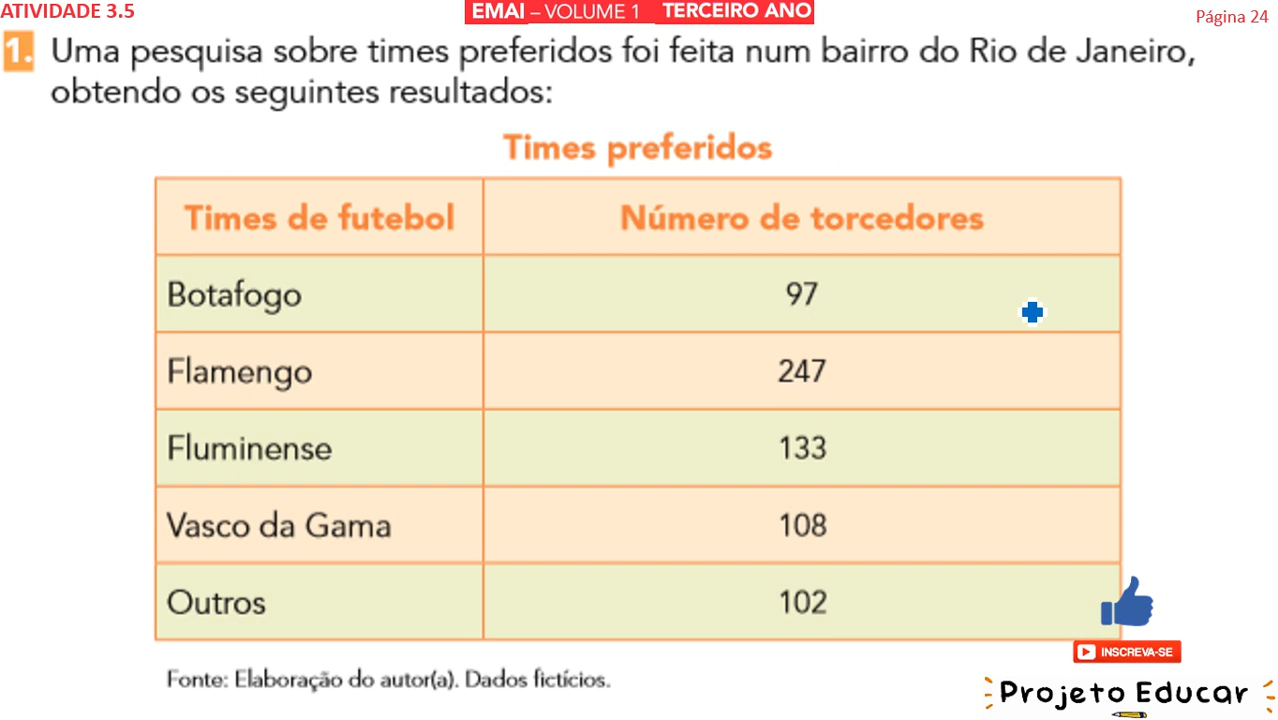 ATIVIDADE 3.5
EMAI – VOLUME 1 TERCEIRO ANO
Página 24
1. Uma pesquisa sobre times preferidos foi feita num bairro do Rio de Janeiro,
obtendo os seguintes resultados:
Times preferidos
Times de futebol Número de torcedores
Botafogo 97
Flamengo 247
Fluminense 133
Vasco da Gama 108
Outros 102
INSCREVA-SE
Fonte: Elaboração do autor(a). Dados fictícios.
Projeto Educar